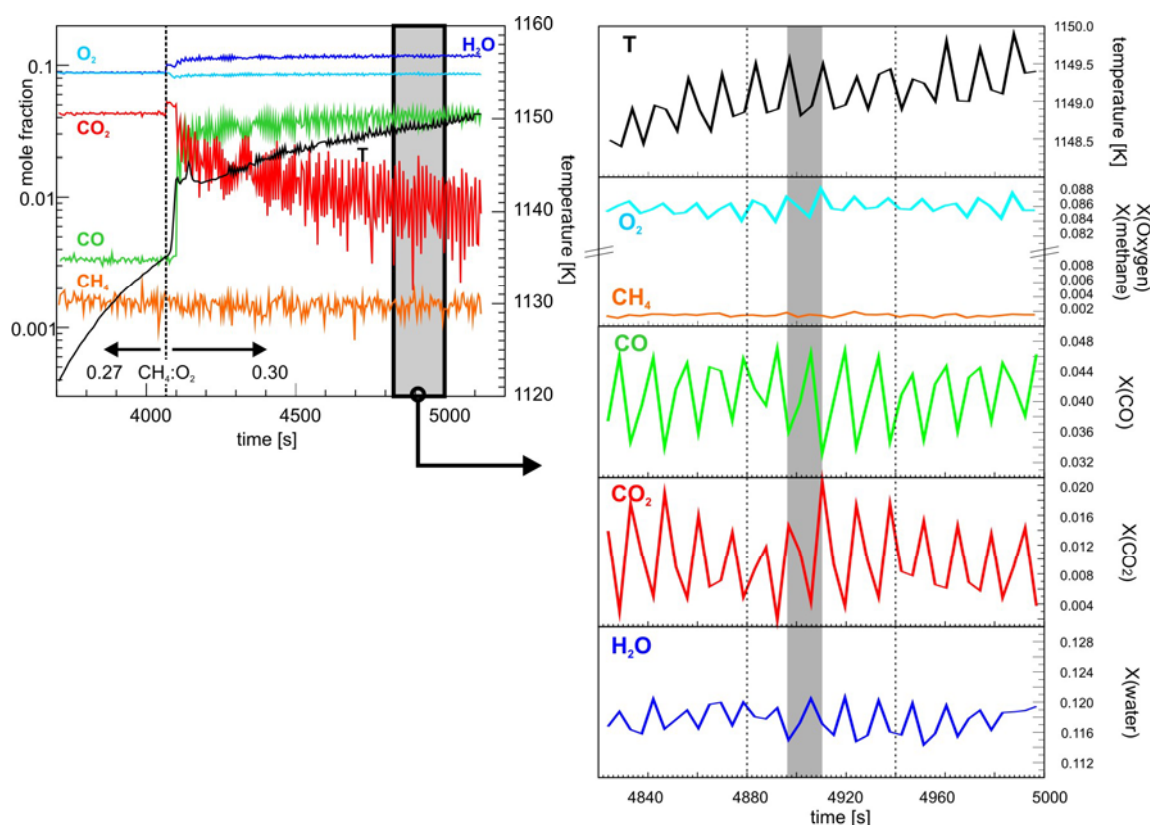 1160
1150
1140
1130
1120
temperature [K]
0.1
0.01
0.001
mole fraction
O₂
H₂O
CO₂
T
CO
CH₄
0.27 CH₄:O₂ 0.30
4000 4500 5000
time [s]
T
1150.0
1149.5
1149.0
1148.5
temperature [K]
O₂
CH₄
0.088
0.086
0.084
0.082
0.008
0.006
0.004
0.002
X(Oxygen)
X(methane)
CO
0.048
0.044
0.040
0.036
0.032
X(CO)
CO₂
0.020
0.016
0.012
0.008
0.004
X(CO₂)
H₂O
0.128
0.124
0.120
0.116
0.112
X(water)
4840 4880 4920 4960 5000
time [s]